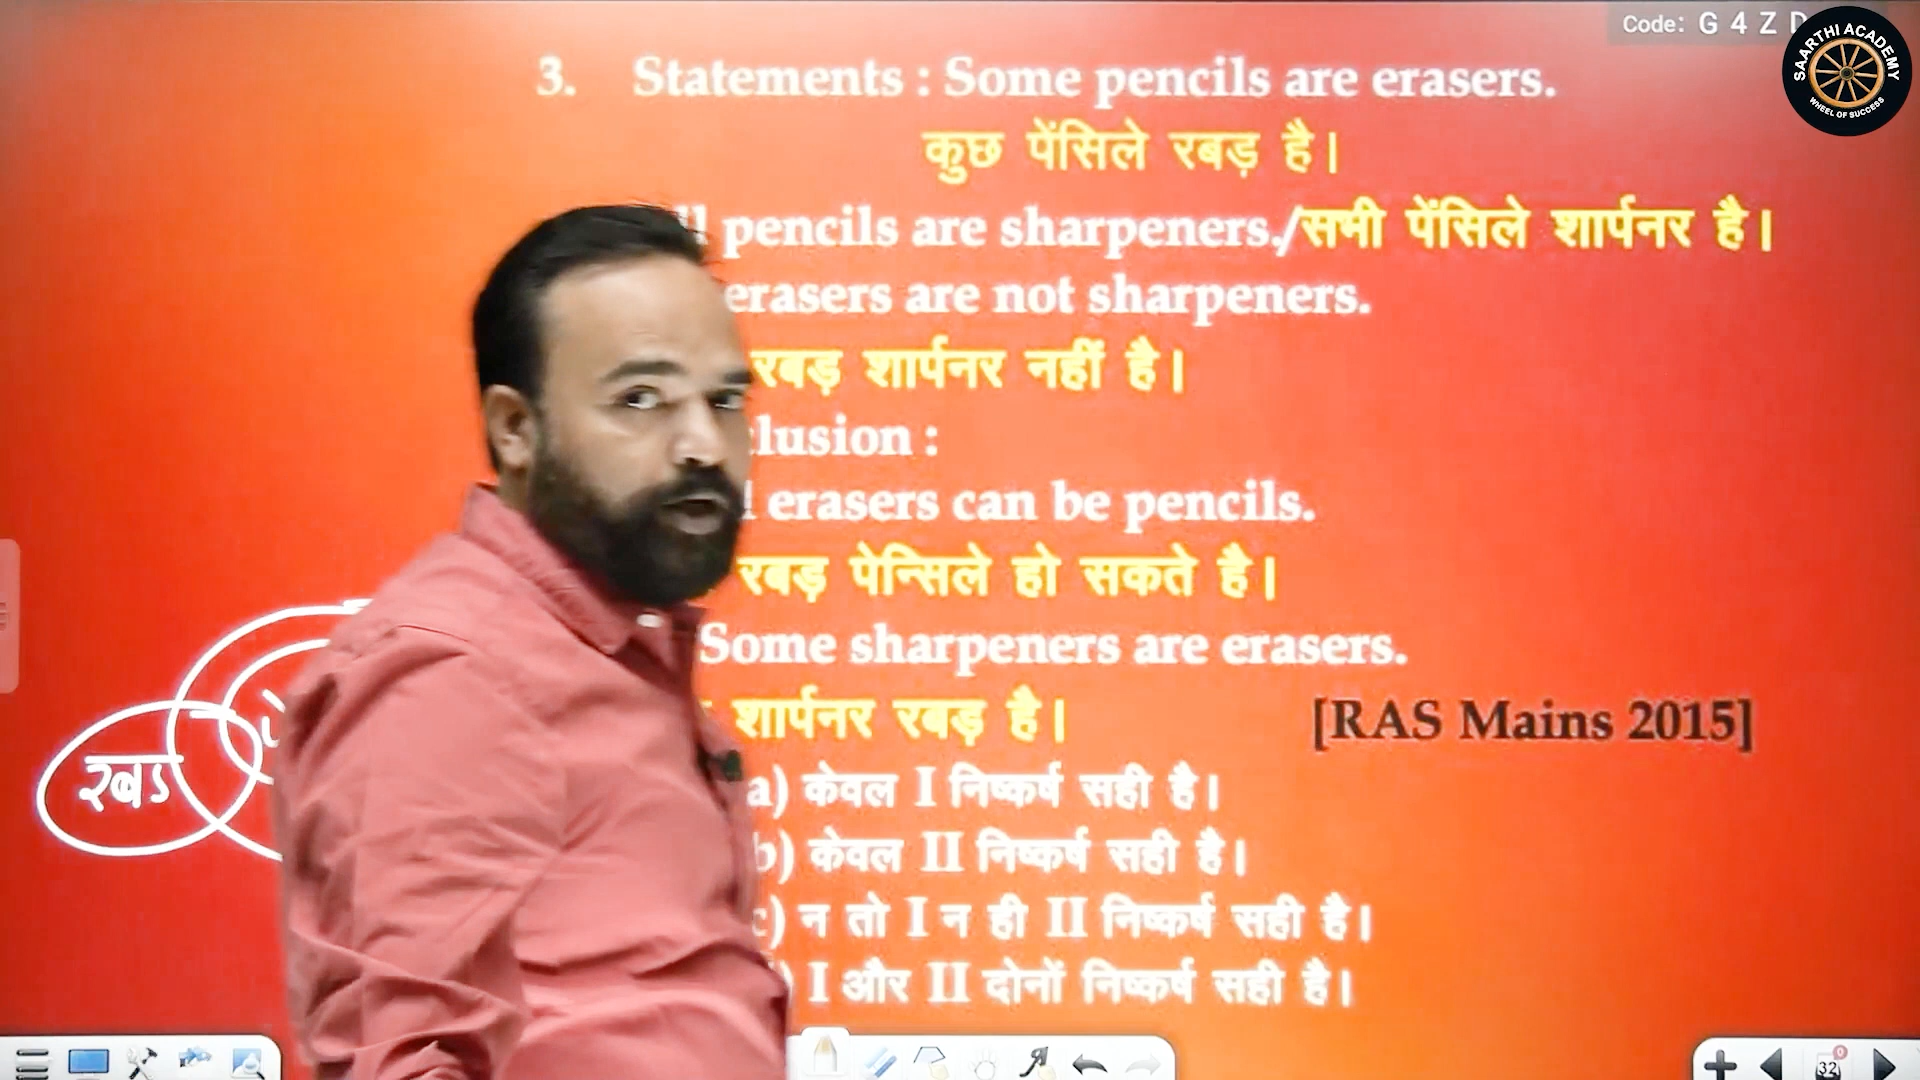 Code: G 4 Z
SAARTHI ACADEMY
WHEEL OF SUCCESS
3. Statements : Some pencils are erasers.
कुछ पेंसिले रबड़ है।
pencils are sharpeners./सभी पेंसिले शार्पनर है।
erasers are not sharpeners.
रबड़ शार्पनर नहीं है।
lusion :
erasers can be pencils.
रबड़ पेन्सिले हो सकते है।
Some sharpeners are erasers.
शार्पनर रबड़ है। [RAS Mains 2015]
रबड
a) केवल I निष्कर्ष सही है।
b) केवल II निष्कर्ष सही है।
c) न तो I न ही II निष्कर्ष सही है।
) I और II दोनों निष्कर्ष सही है।
32